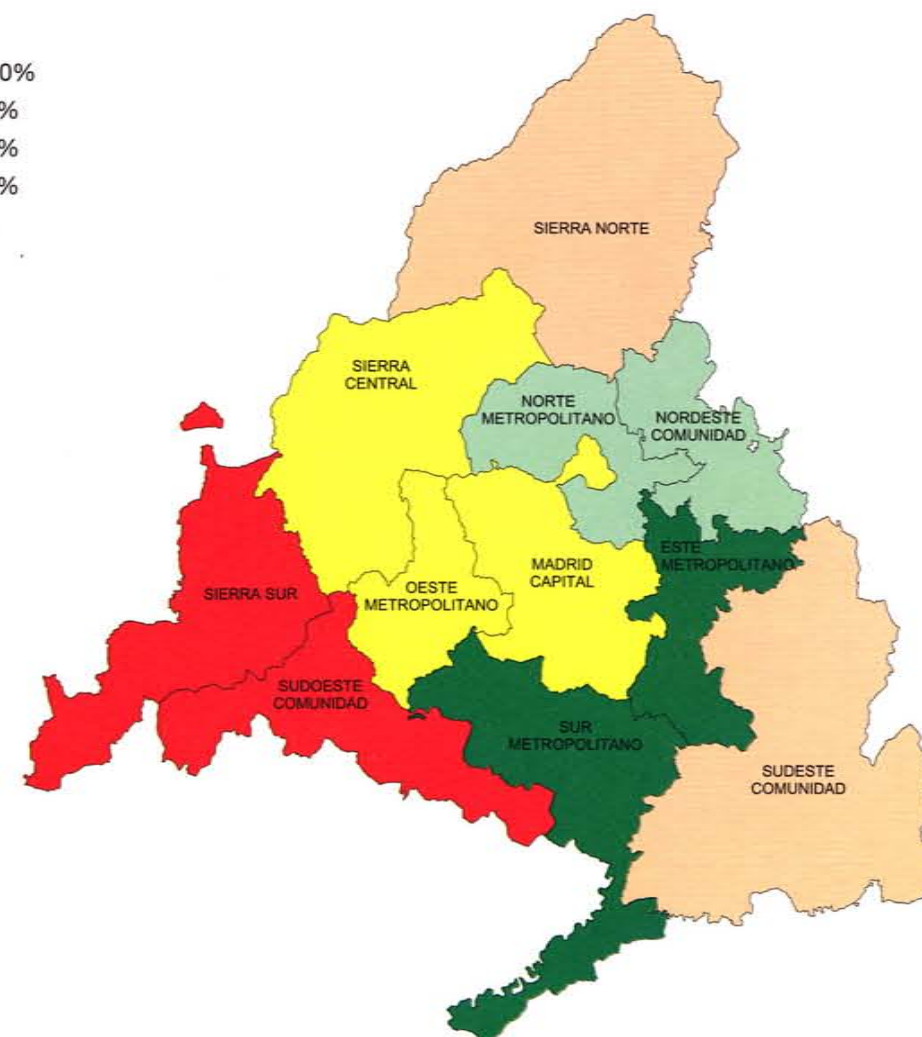 0%
%
%
%
SIERRA NORTE
SIERRA
CENTRAL
NORTE
METROPOLITANO
NORDESTE
COMUNIDAD
ESTE
METROPOLITANO
MADRID
CAPITAL
OESTE
METROPOLITANO
SIERRA SUR
SUDOESTE
COMUNIDAD
SUR
METROPOLITANO
SUDESTE
COMUNIDAD